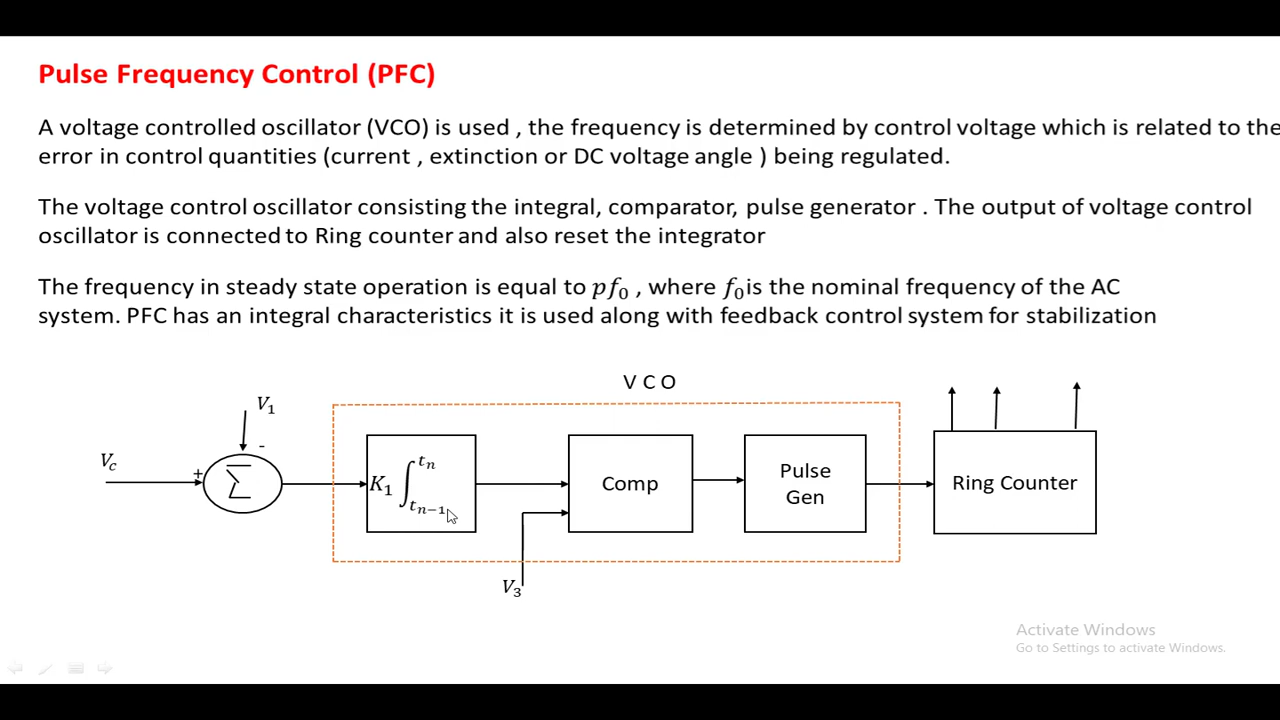 Pulse Frequency Control (PFC)
A voltage controlled oscillator (VCO) is used , the frequency is determined by control voltage which is related to the
error in control quantities (current , extinction or DC voltage angle ) being regulated.
The voltage control oscillator consisting the integral, comparator, pulse generator . The output of voltage control
oscillator is connected to Ring counter and also reset the integrator
The frequency in steady state operation is equal to pf₀ , where f₀is the nominal frequency of the AC
system. PFC has an integral characteristics it is used along with feedback control system for stabilization
V C O
V₁
-
V_c
+
Σ
K₁ ∫_{t_{n-1}}^{t_n}
Comp
Pulse
Gen
Ring Counter
V₃
Activate Windows
Go to Settings to activate Windows.